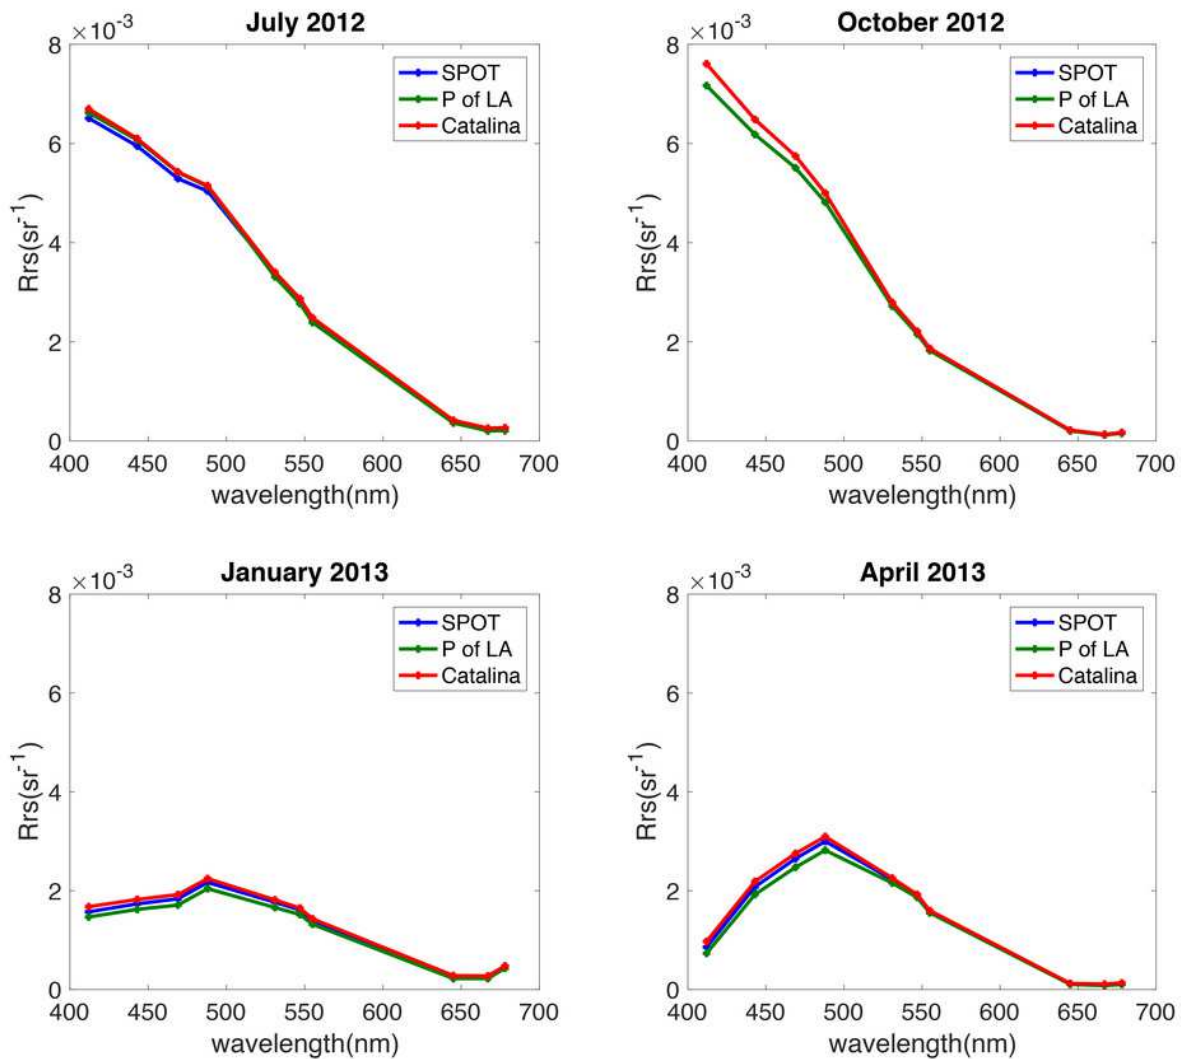 ×10⁻³
July 2012
8
6
4
2
0
Rrs(sr⁻¹)
SPOT
P of LA
Catalina
400 450 500 550 600 650 700
wavelength(nm)
×10⁻³
October 2012
8
6
4
2
0
Rrs(sr⁻¹)
SPOT
P of LA
Catalina
400 450 500 550 600 650 700
wavelength(nm)
×10⁻³
January 2013
8
6
4
2
0
Rrs(sr⁻¹)
SPOT
P of LA
Catalina
400 450 500 550 600 650 700
wavelength(nm)
×10⁻³
April 2013
8
6
4
2
0
Rrs(sr⁻¹)
SPOT
P of LA
Catalina
400 450 500 550 600 650 700
wavelength(nm)